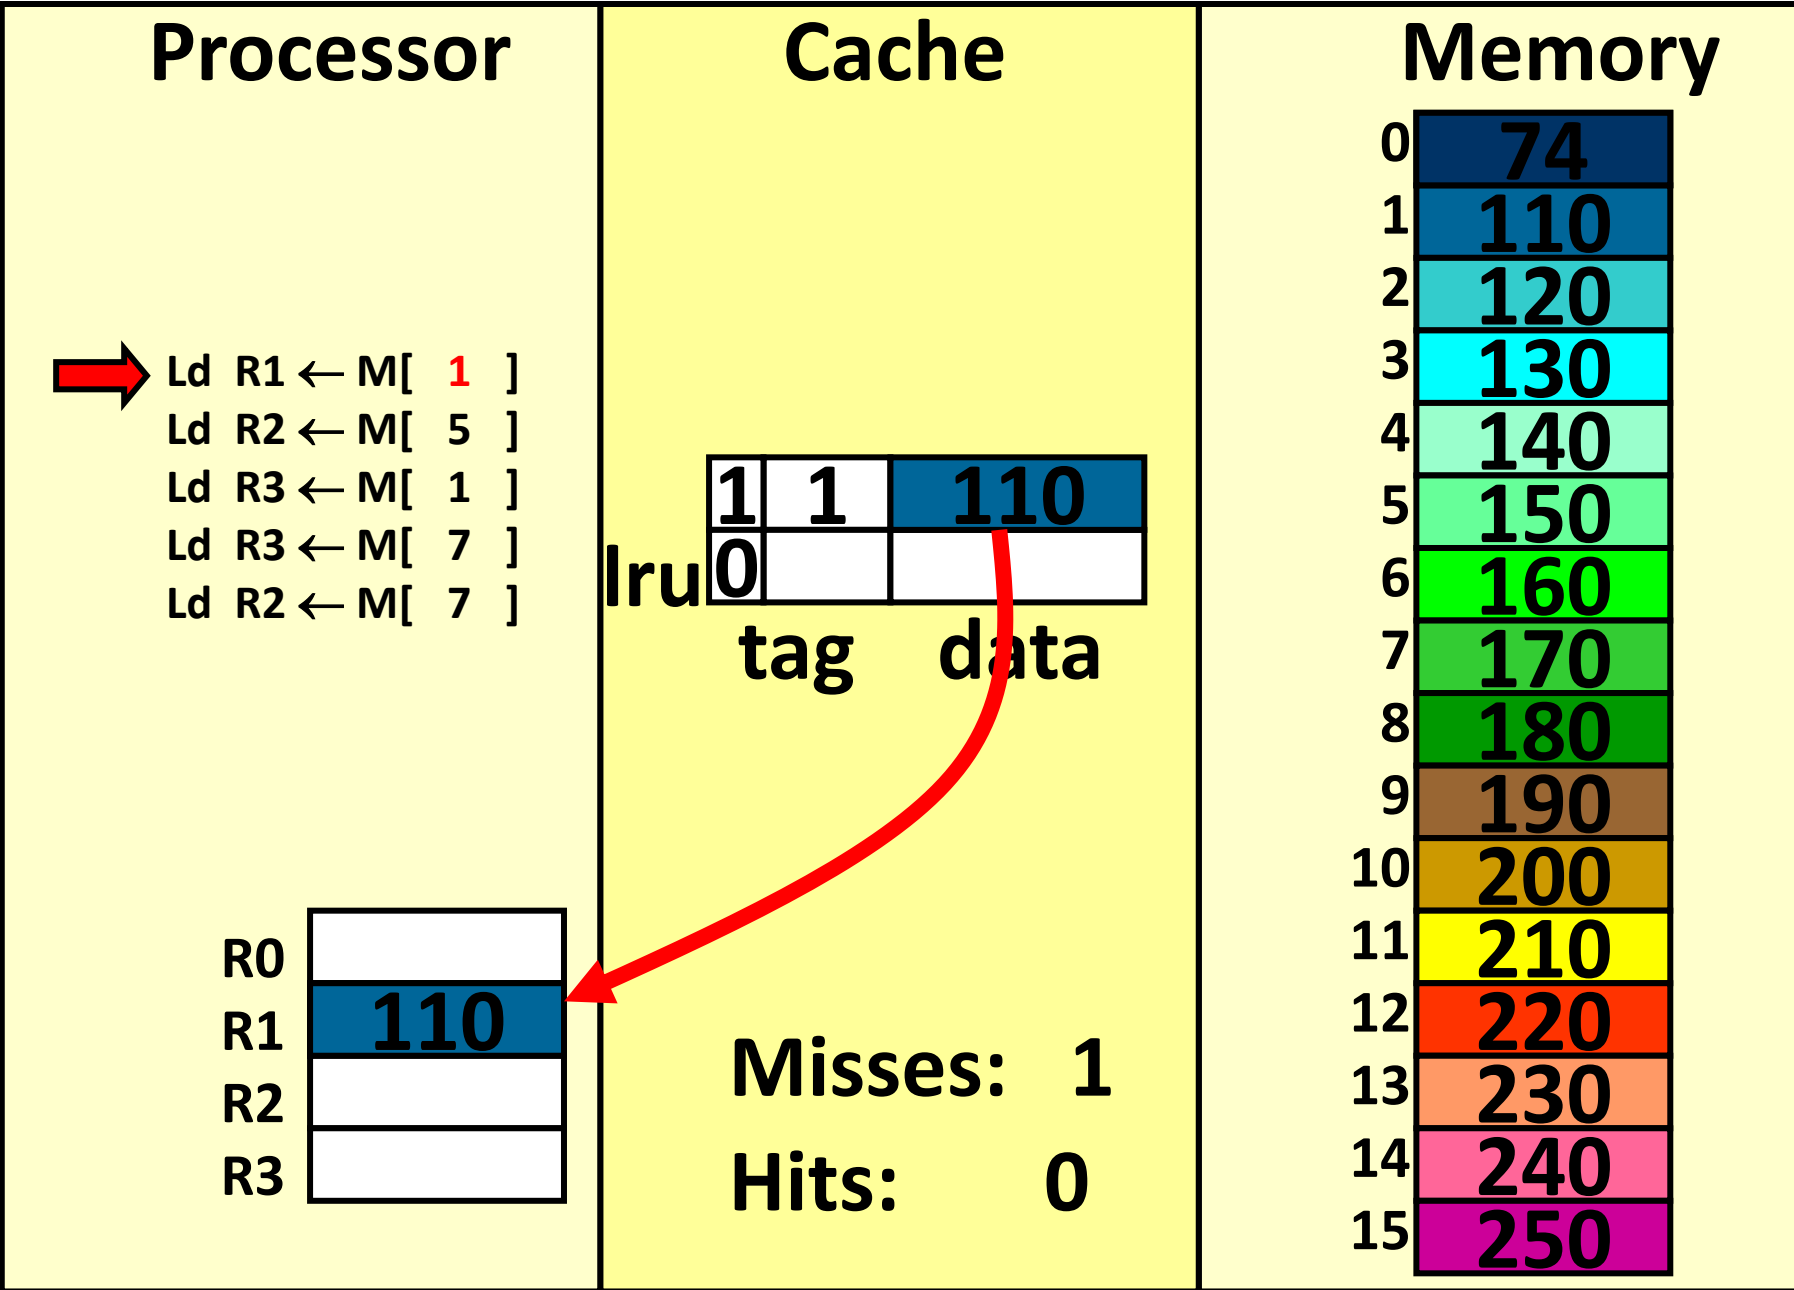 Processor
Ld R1 ← M[ 1 ]
Ld R2 ← M[ 5 ]
Ld R3 ← M[ 1 ]
Ld R3 ← M[ 7 ]
Ld R2 ← M[ 7 ]
R0
R1 110
R2
R3
Cache
1 1 110
lru 0
tag data
Misses: 1
Hits: 0
Memory
0 74
1 110
2 120
3 130
4 140
5 150
6 160
7 170
8 180
9 190
10 200
11 210
12 220
13 230
14 240
15 250